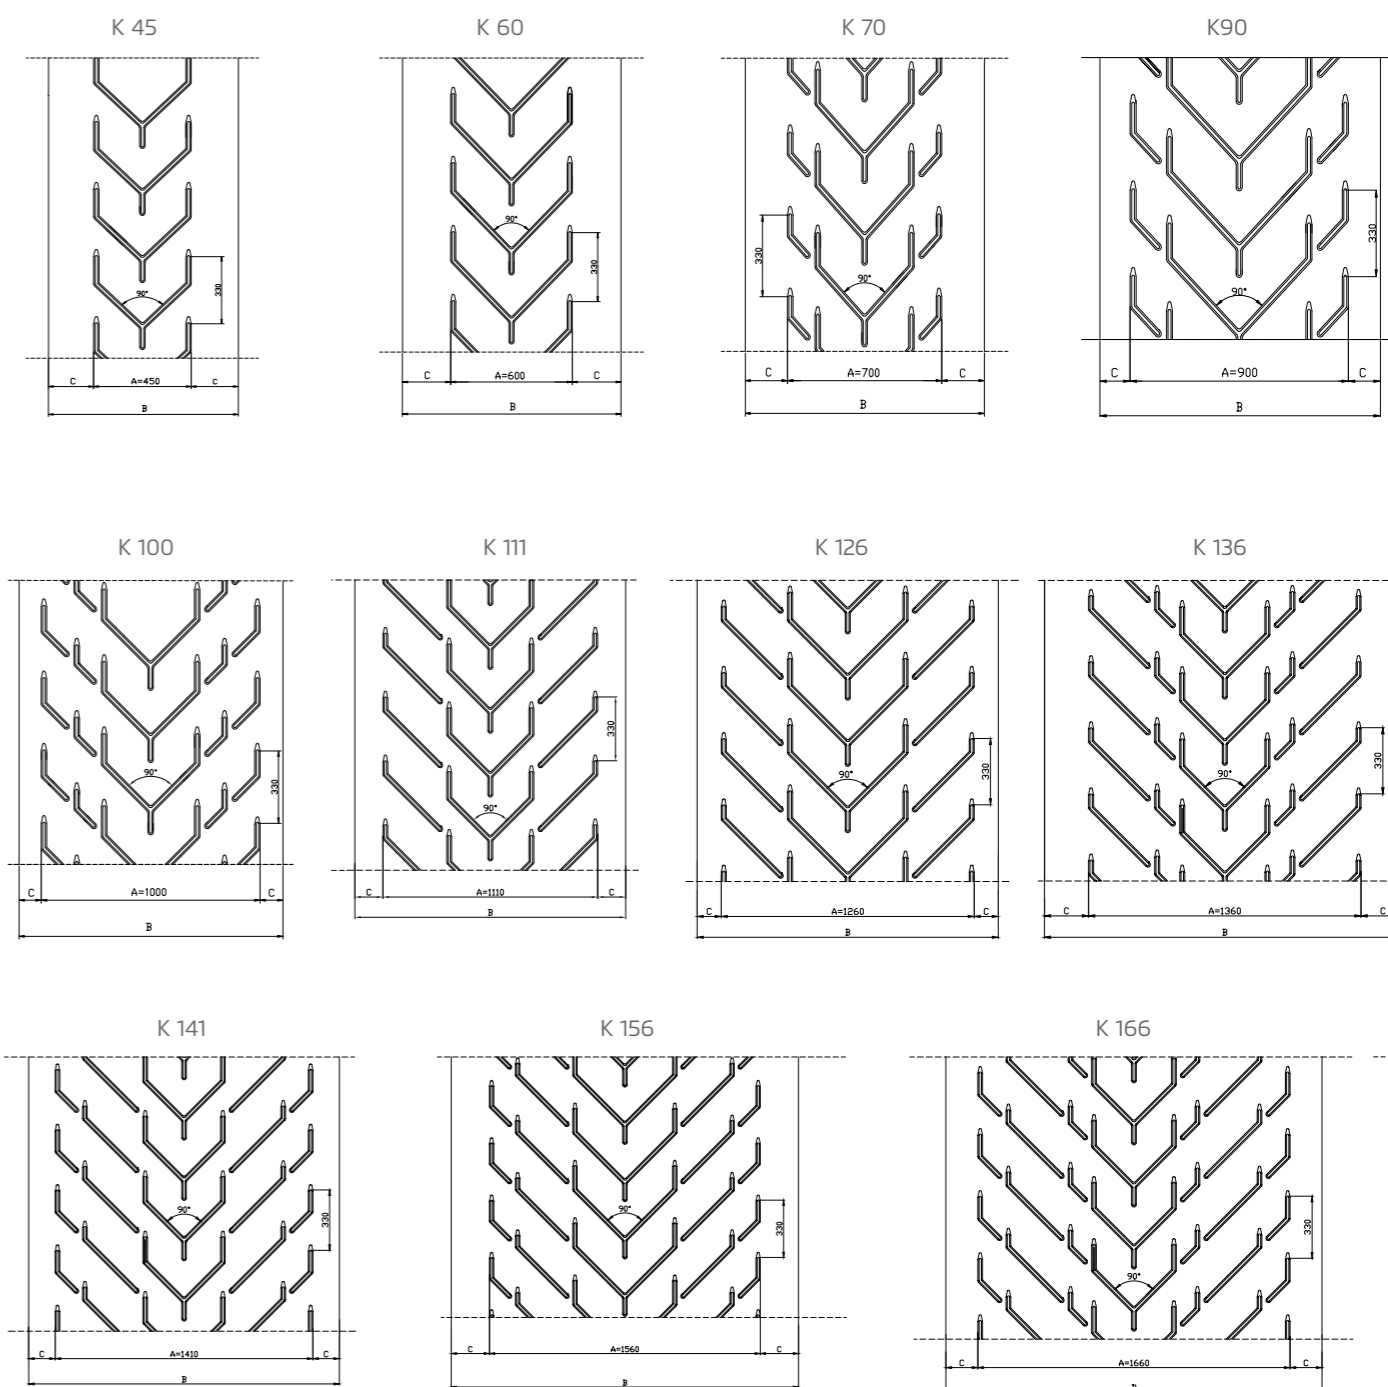 K 45 K 60 K 70 K90
90° 330
C A=450 C
B
90° 330
C A=600 C
B
330 90°
C A=700 C
B
90° 330
C A=900 C
B
K 100 K 111 K 126 K 136
90° 330
C A=1000 C
B
90° 330
C A=1110 C
B
90° 330
C A=1260 C
B
90° 330
C A=1360 C
B
K 141 K 156 K 166
90° 330
C A=1410 C
B
90° 330
C A=1560 C
B
90° 330
C A=1660 C